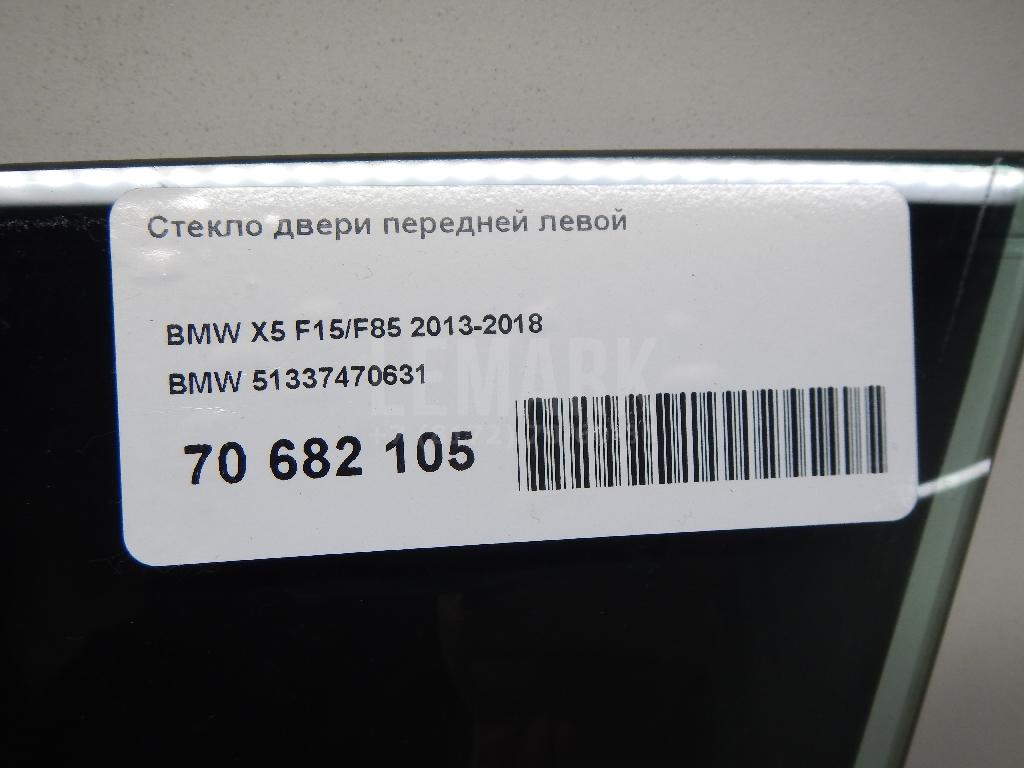 Стекло двери передней левой
BMW X5 F15/F85 2013-2018
BMW 51337470631
LEMARK
70 682 105